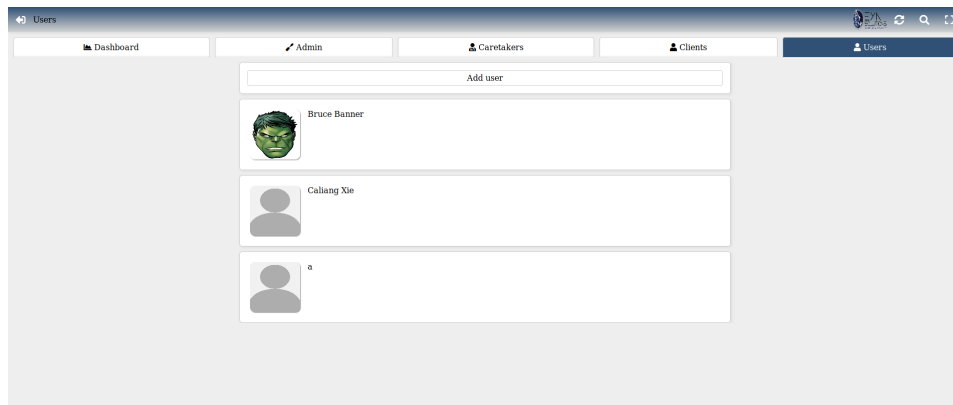 Users
Dashboard
Admin
Caretakers
Clients
Users
Add user
Bruce Banner
Caliang Xie
a